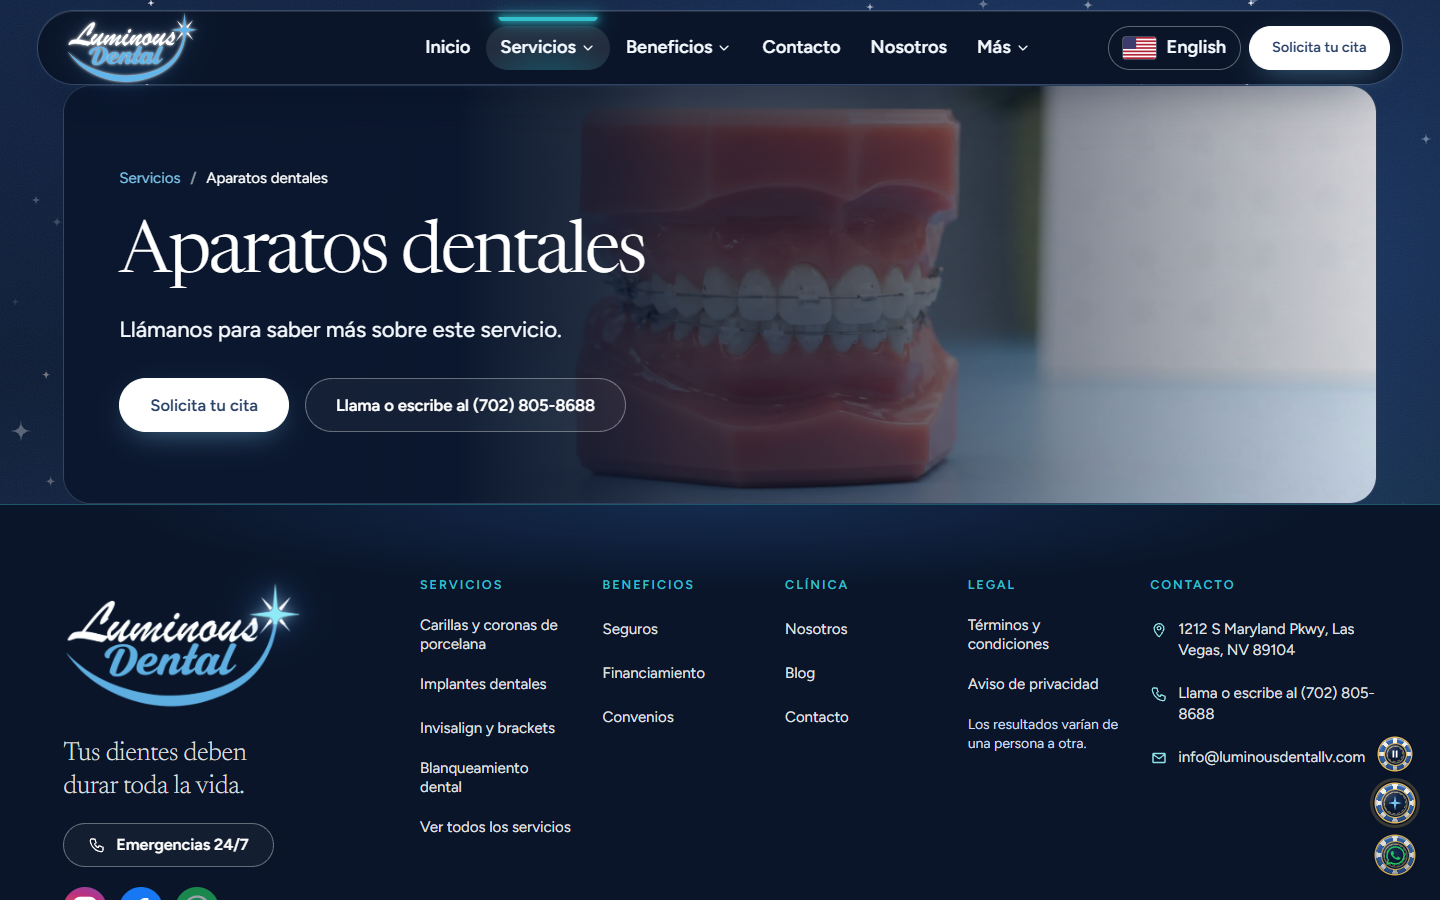 Luminous
Dental
Inicio
Servicios
Beneficios
Contacto
Nosotros
Más
English
Solicita tu cita
Servicios / Aparatos dentales
Aparatos dentales
Llámanos para saber más sobre este servicio.
Solicita tu cita
Llama o escribe al (702) 805-8688
Luminous
Dental
Tus dientes deben
durar toda la vida.
Emergencias 24/7
SERVICIOS
Carillas y coronas de
porcelana
Implantes dentales
Invisalign y brackets
Blanqueamiento
dental
Ver todos los servicios
BENEFICIOS
Seguros
Financiamiento
Convenios
CLÍNICA
Nosotros
Blog
Contacto
LEGAL
Términos y
condiciones
Aviso de privacidad
Los resultados varían de
una persona a otra.
CONTACTO
1212 S Maryland Pkwy, Las
Vegas, NV 89104
Llama o escribe al (702) 805-
8688
info@luminousdentallv.com